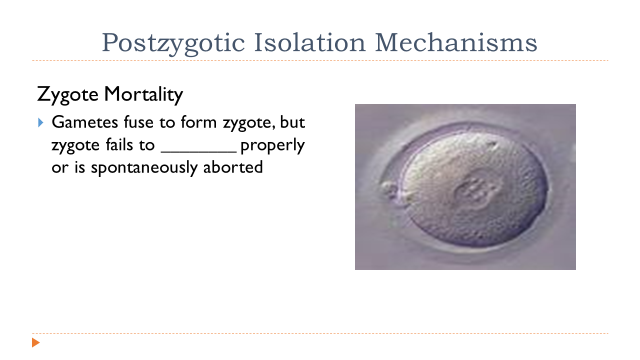 Postzygotic Isolation Mechanisms
Zygote Mortality
Gametes fuse to form zygote, but
zygote fails to ________ properly
or is spontaneously aborted